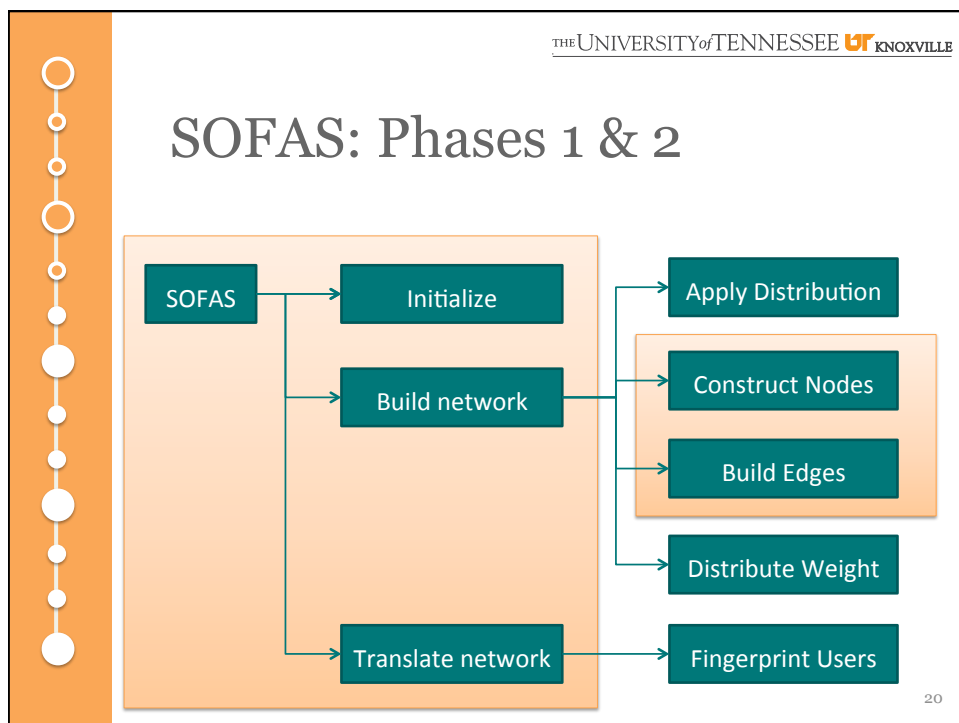 THE UNIVERSITY of TENNESSEE UT KNOXVILLE
SOFAS: Phases 1 & 2
SOFAS
Initialize
Apply Distribution
Build network
Construct Nodes
Build Edges
Distribute Weight
Translate network
Fingerprint Users
20